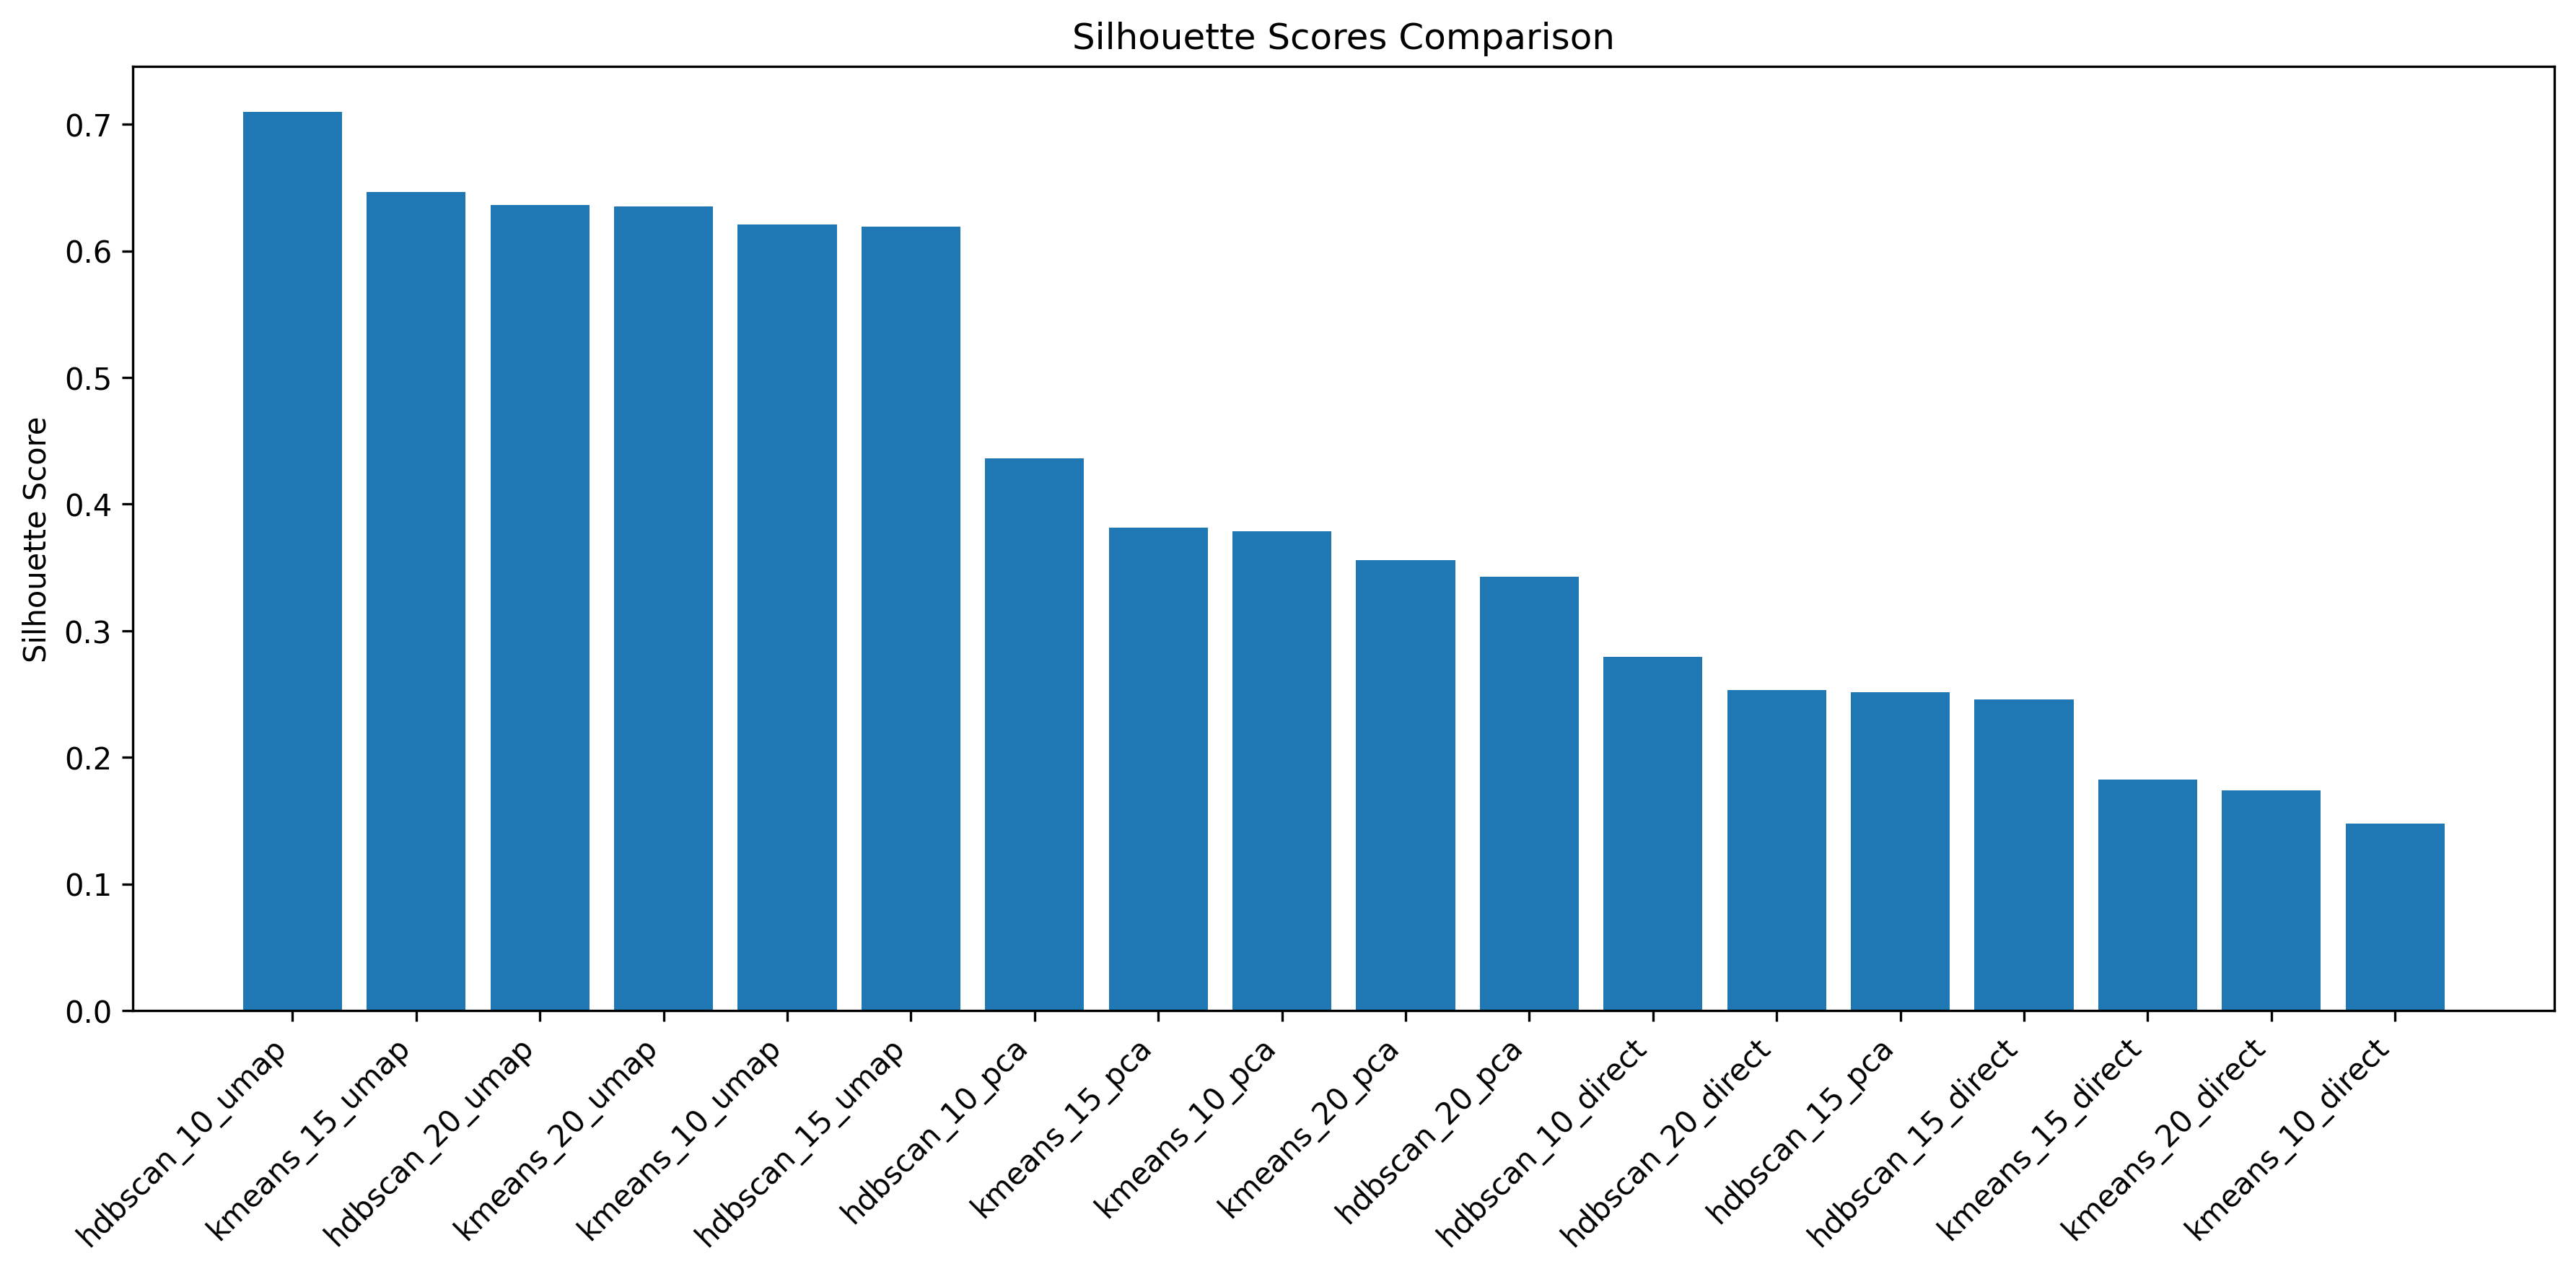 Silhouette Scores Comparison
Silhouette Score
0.7
0.6
0.5
0.4
0.3
0.2
0.1
0.0
hdbscan_10_umap
kmeans_15_umap
hdbscan_20_umap
kmeans_20_umap
kmeans_10_umap
hdbscan_15_umap
hdbscan_10_pca
kmeans_15_pca
kmeans_10_pca
kmeans_20_pca
hdbscan_20_pca
hdbscan_10_direct
hdbscan_20_direct
hdbscan_15_pca
hdbscan_15_direct
kmeans_15_direct
kmeans_20_direct
kmeans_10_direct